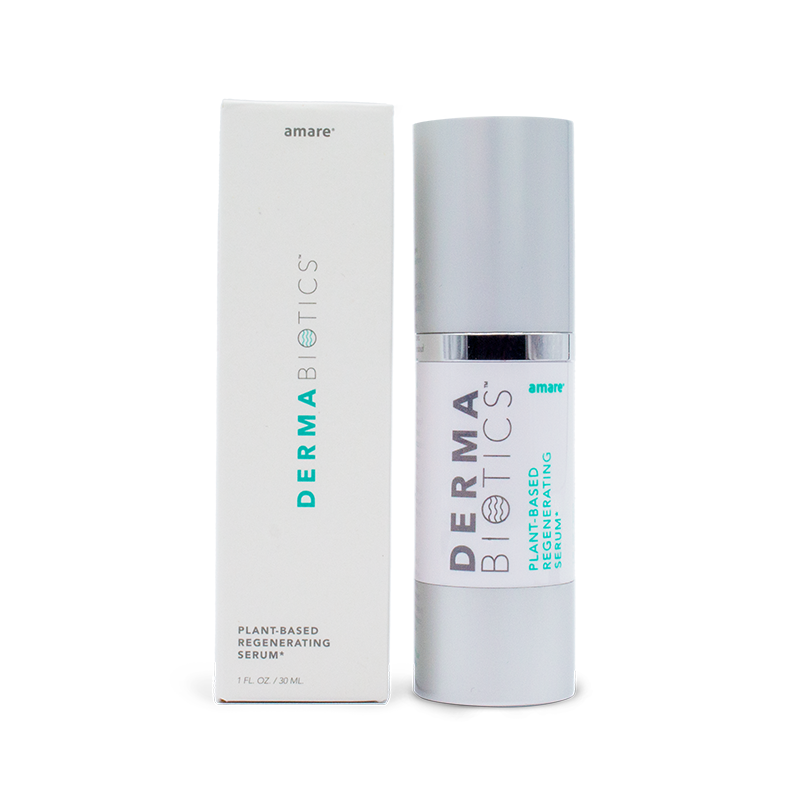 amare®
DERMABIOTICS™
PLANT-BASED
REGENERATING
SERUM*
1 FL. OZ. / 30 ML.
amare®
DERMA
BIOTICS™
PLANT-BASED
REGENERATING
SERUM*